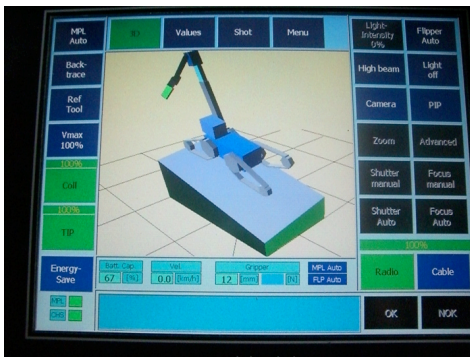 MPL
Auto
3D
Values
Shot
Menu
Light-
Intensity
0%
Flipper
Auto
Back-
trace
High beam
Light
off
Ref
Tool
Camera
PIP
Vmax
100%
Zoom
Advanced
100%
Coll
Shutter
manual
Focus
manual
100%
TIP
Shutter
Auto
Focus
Auto
100%
Energy-
Save
Batt.Cap.
67 [%]
Vel.
0.0 [km/h]
Gripper
12 [mm] [N]
MPL Auto
FLP Auto
Radio
Cable
MPL
CHS
OK
NOK